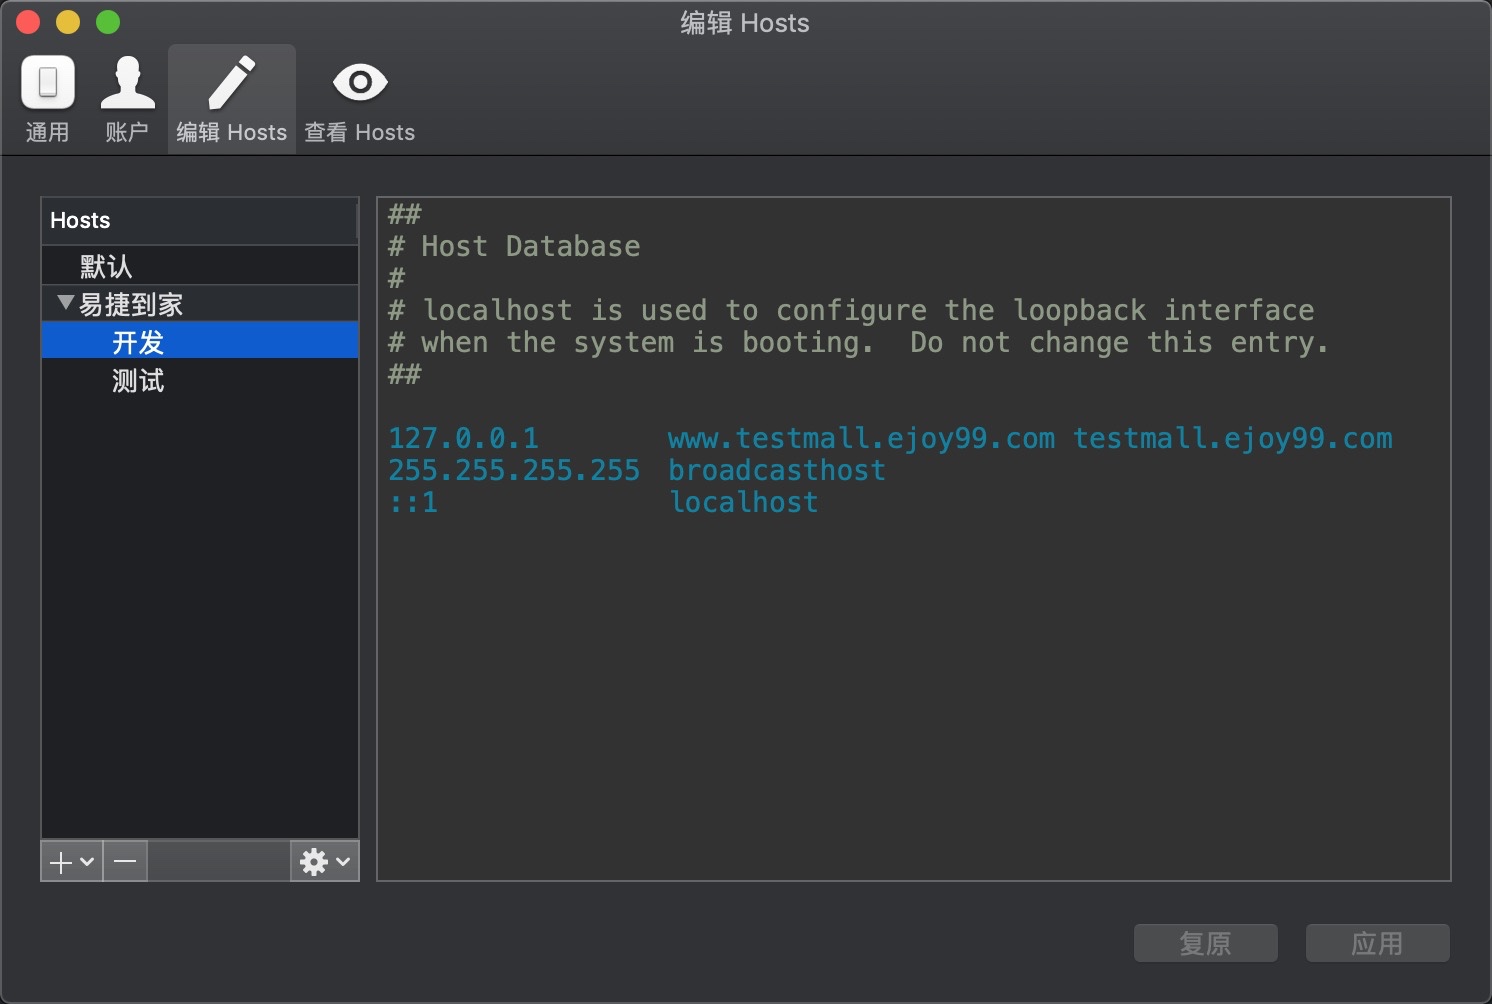 编辑 Hosts
通用 账户 编辑 Hosts 查看 Hosts
Hosts
默认
易捷到家
开发
测试
##
# Host Database
#
# localhost is used to configure the loopback interface
# when the system is booting.  Do not change this entry.
##
127.0.0.1 www.testmall.ejoy99.com testmall.ejoy99.com
255.255.255.255 broadcasthost
::1 localhost
复原 应用